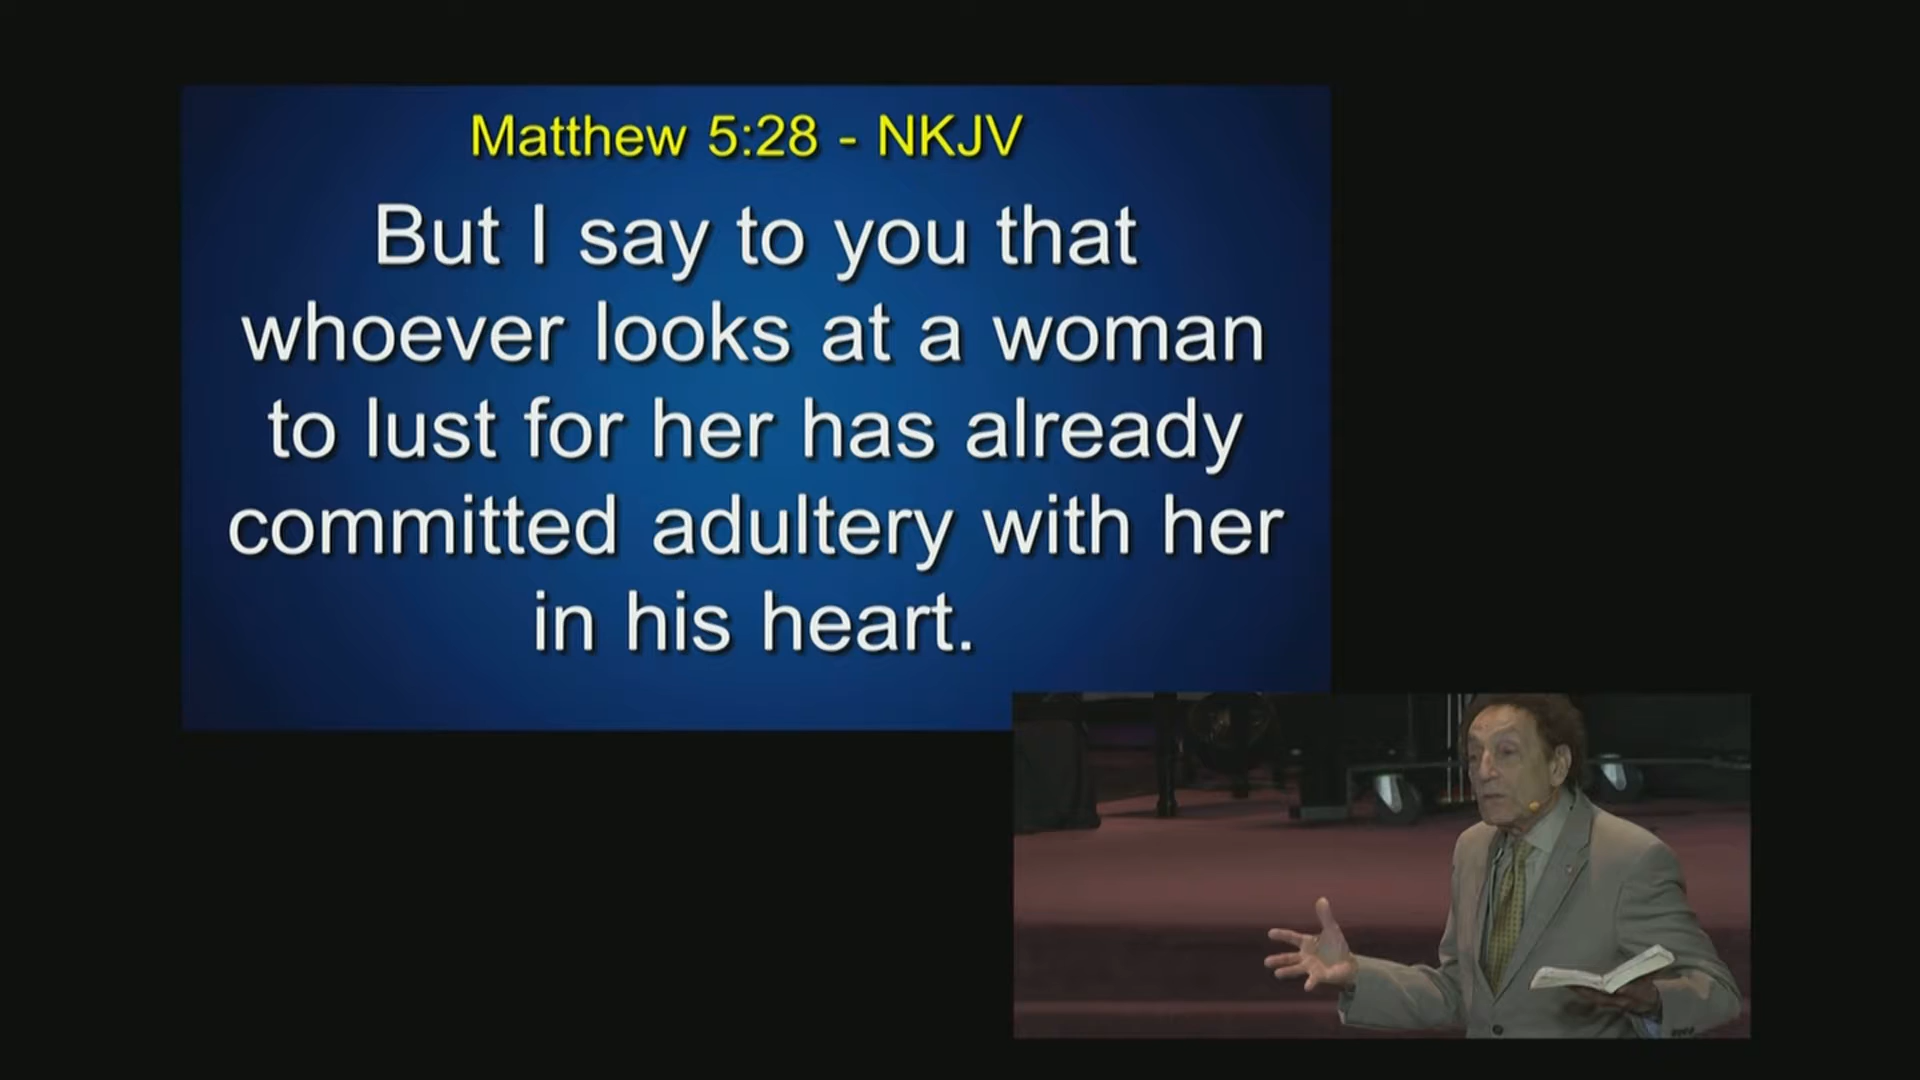 Matthew 5:28 - NKJV
But I say to you that
whoever looks at a woman
to lust for her has already
committed adultery with her
in his heart.